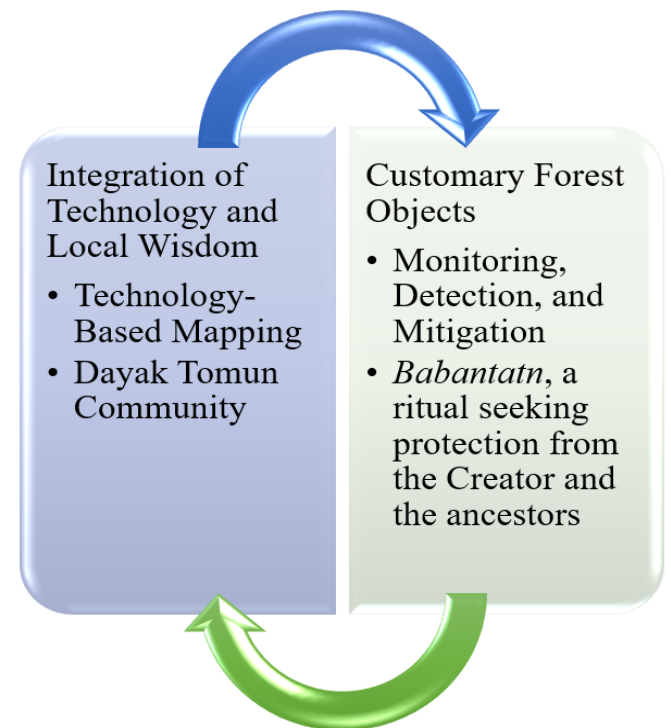 Integration of
Technology and
Local Wisdom
• Technology-
Based Mapping
• Dayak Tomun
Community
Customary Forest
Objects
• Monitoring,
Detection, and
Mitigation
• Babantatn, a
ritual seeking
protection from
the Creator and
the ancestors